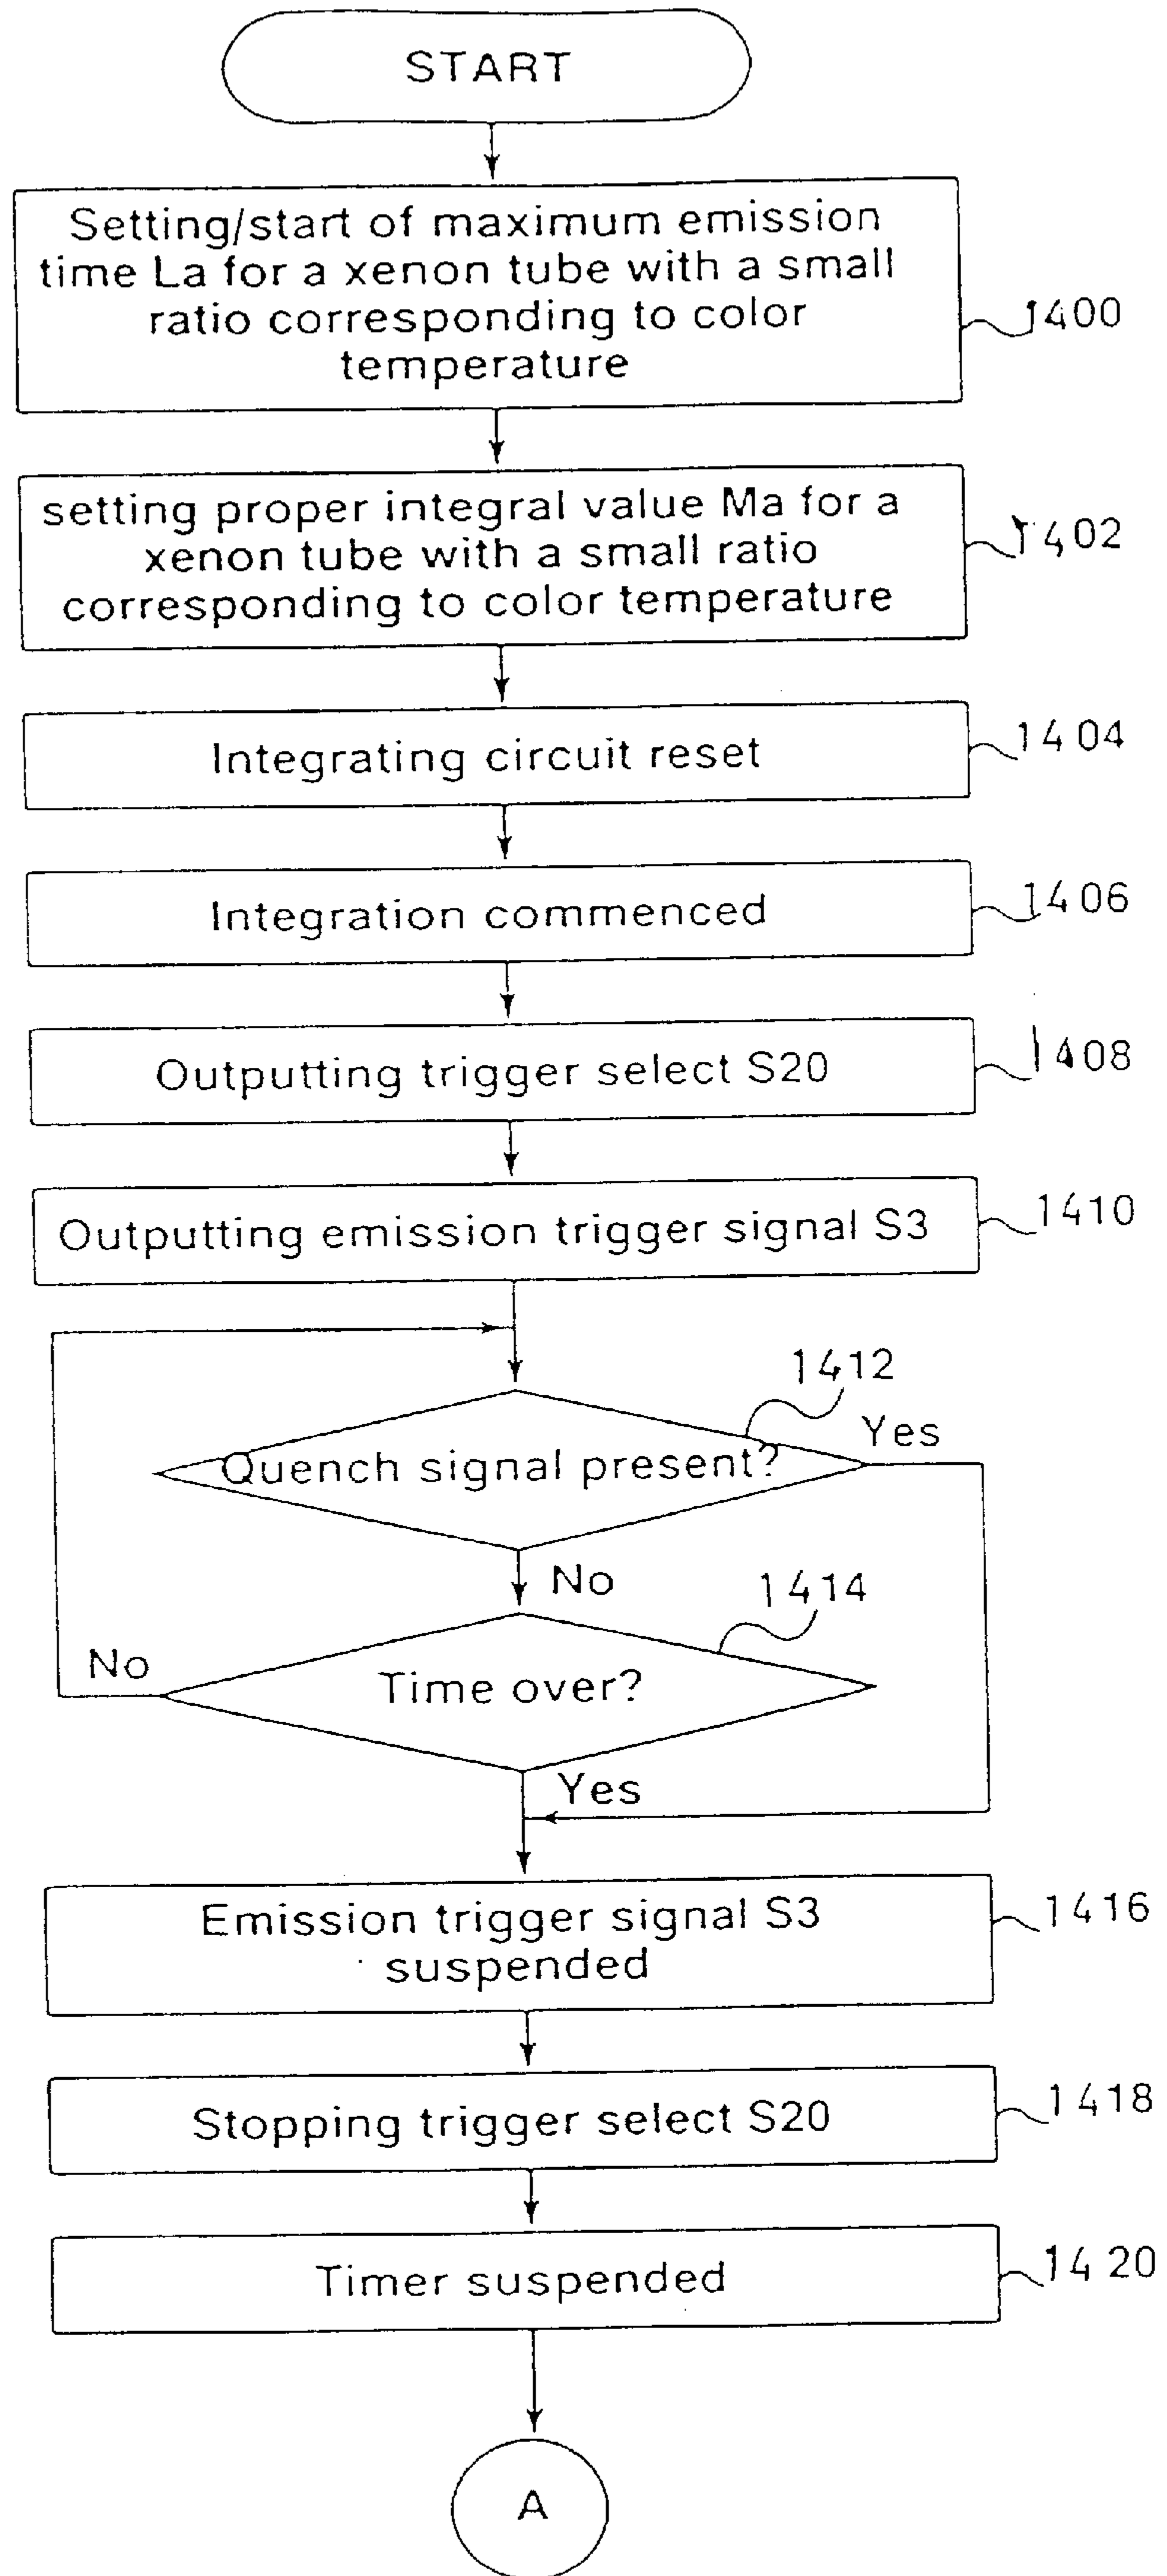 START
Setting/start of maximum emission
time La for a xenon tube with a small
ratio corresponding to color
temperature
1400
setting proper integral value Ma for a
xenon tube with a small ratio
corresponding to color temperature
1402
Integrating circuit reset
1404
Integration commenced
1406
Outputting trigger select S20
1408
Outputting emission trigger signal S3
1410
1412
Yes
Quench signal present?
No
1414
No
Time over?
Yes
Emission trigger signal S3
suspended
1416
Stopping trigger select S20
1418
Timer suspended
1420
A